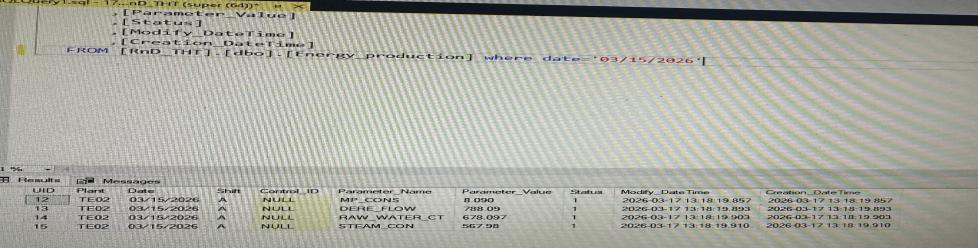 (super (64))*
,[Parameter_Value]
,[Status]
,[Modify_DateTime]
,[Creation_DateTime]
FROM [RnD_THT].[dbo].[Energy_production] where date='03/15/2026'
Results Messages
UID Plant Date Shift Control_ID Parameter_Name Parameter_Value Status Modify_DateTime Creation_DateTime
12 TE02 03/15/2026 A NULL MP_CONS 8.090 1 2026-03-17 13:18:19.857 2026-03-17 13:18:19.857
13 TE02 03/15/2026 A NULL DERE_FLOW 788.09 1 2026-03-17 13:18:19.893 2026-03-17 13:18:19.893
14 TE02 03/15/2026 A NULL RAW_WATER_CT 678.097 1 2026-03-17 13:18:19.903 2026-03-17 13:18:19.903
15 TE02 03/15/2026 A NULL STEAM_CON 567.98 1 2026-03-17 13:18:19.910 2026-03-17 13:18:19.910